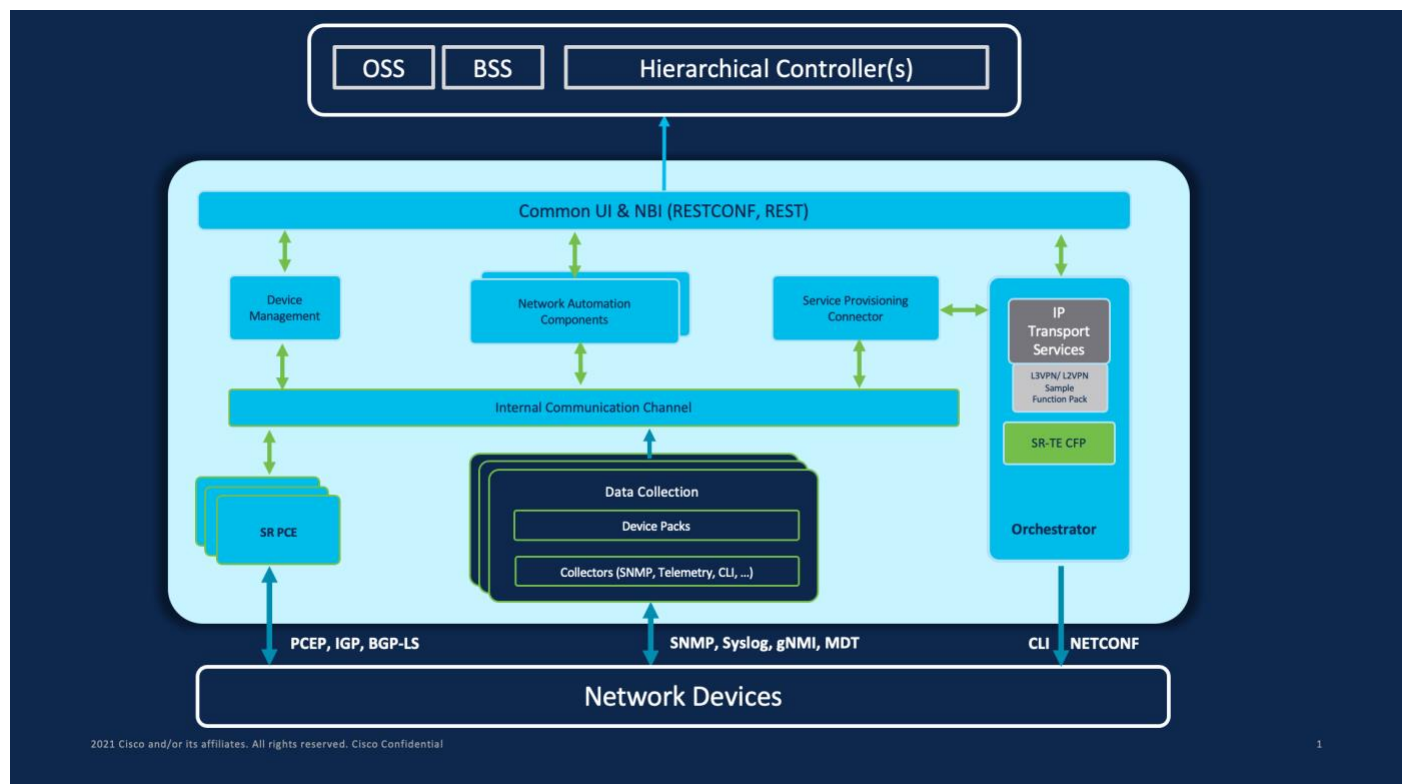 OSS
BSS
Hierarchical Controller(s)
Common UI & NBI (RESTCONF, REST)
Device
Management
Network Automation
Components
Service Provisioning
Connector
IP
Transport
Services
L3VPN/ L2VPN
Sample
Function Pack
SR-TE CFP
Orchestrator
Internal Communication Channel
SR PCE
Data Collection
Device Packs
Collectors (SNMP, Telemetry, CLI, ...)
PCEP, IGP, BGP-LS
SNMP, Syslog, gNMI, MDT
CLI
NETCONF
Network Devices
2021 Cisco and/or its affiliates. All rights reserved. Cisco Confidential
1